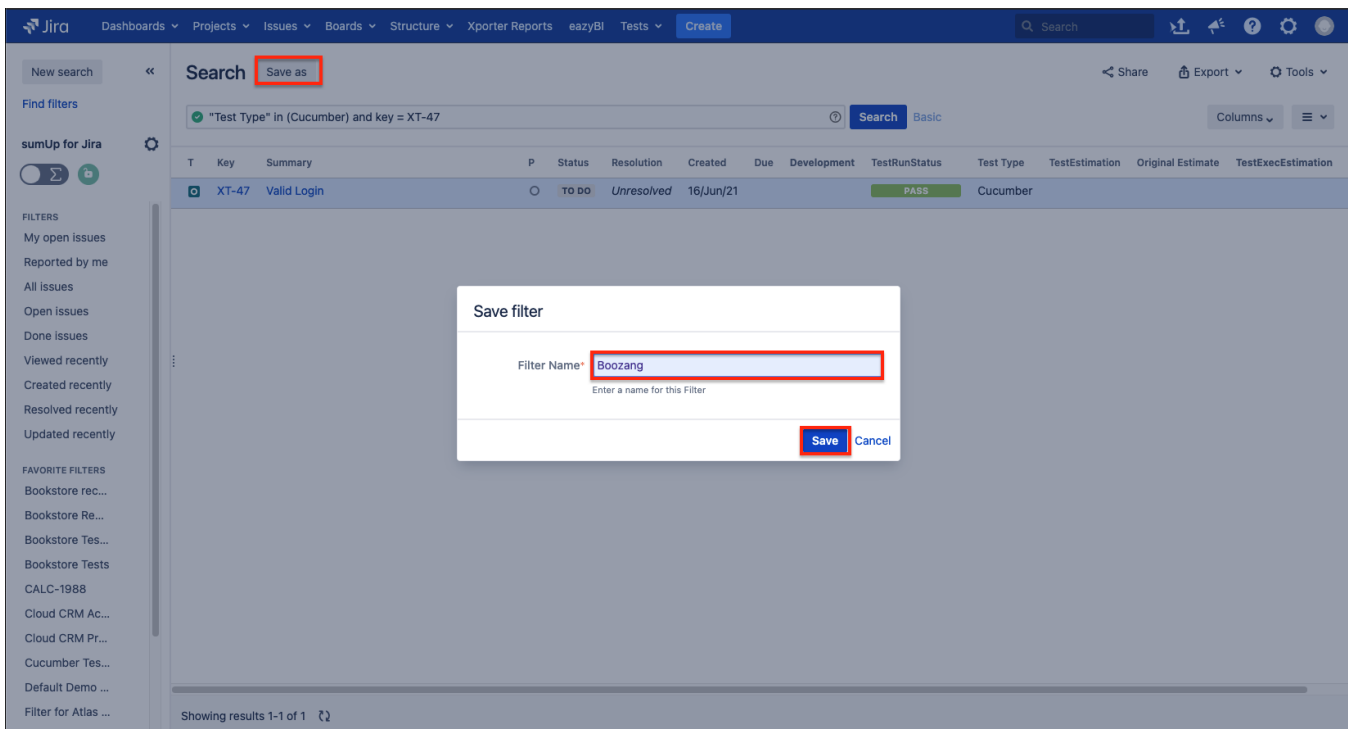 Jira Dashboards Projects Issues Boards Structure Xporter Reports eazyBI Tests Create Search
New search «
Search Save as Share Export Tools
Find filters
"Test Type" in (Cucumber) and key = XT-47 Search Basic Columns
sumUp for Jira
T Key Summary P Status Resolution Created Due Development TestRunStatus Test Type TestEstimation Original Estimate TestExecEstimation
Σ
XT-47 Valid Login TO DO Unresolved 16/Jun/21 PASS Cucumber
FILTERS
My open issues
Reported by me
All issues
Open issues
Done issues
Viewed recently
Created recently
Resolved recently
Updated recently
Save filter
Filter Name* Boozang
Enter a name for this Filter
Save Cancel
FAVORITE FILTERS
Bookstore rec...
Bookstore Re...
Bookstore Tes...
Bookstore Tests
CALC-1988
Cloud CRM Ac...
Cloud CRM Pr...
Cucumber Tes...
Default Demo ...
Filter for Atlas ...
Showing results 1-1 of 1